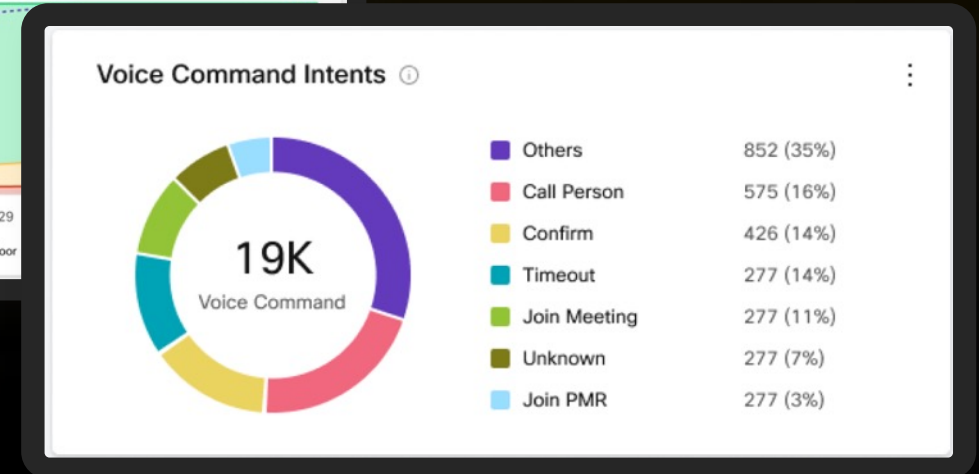 Voice Command Intents
19K
Voice Command
Others 852 (35%)
Call Person 575 (16%)
Confirm 426 (14%)
Timeout 277 (14%)
Join Meeting 277 (11%)
Unknown 277 (7%)
Join PMR 277 (3%)
29
oor